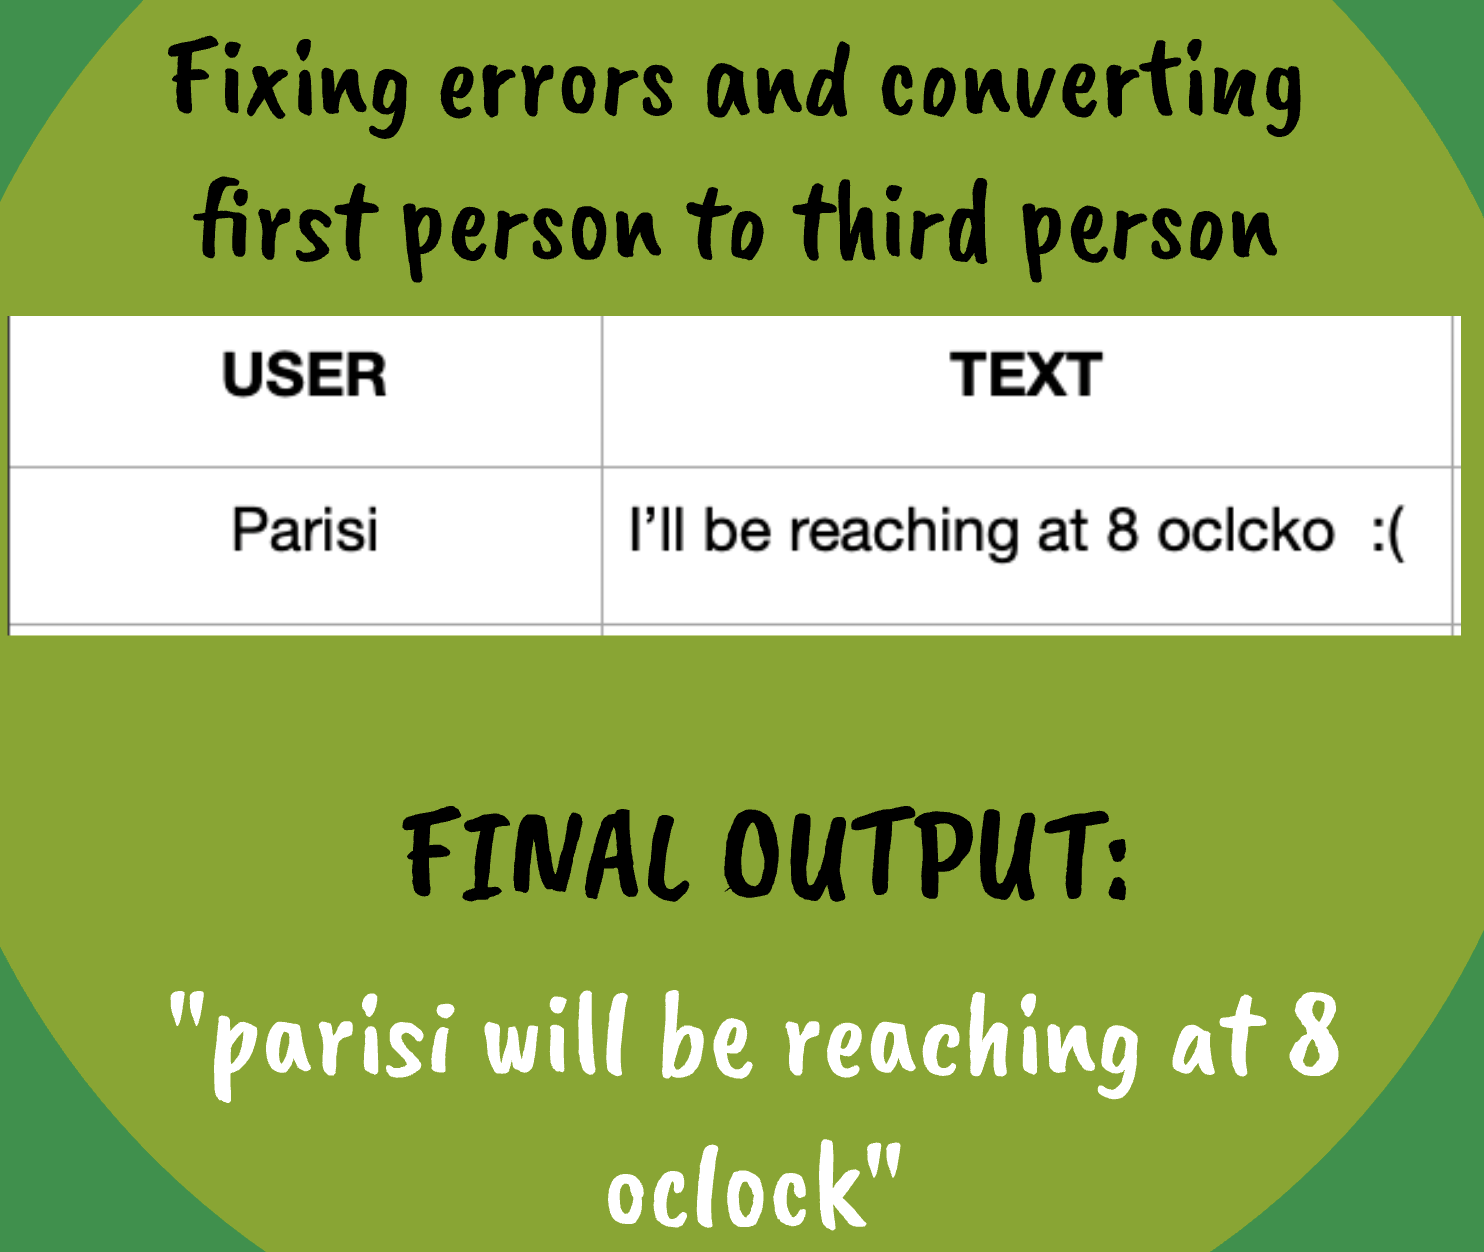 Fixing errors and converting
first person to third person
USER TEXT
Parisi I’ll be reaching at 8 oclcko :(
FINAL OUTPUT:
"parisi will be reaching at 8
oclock"